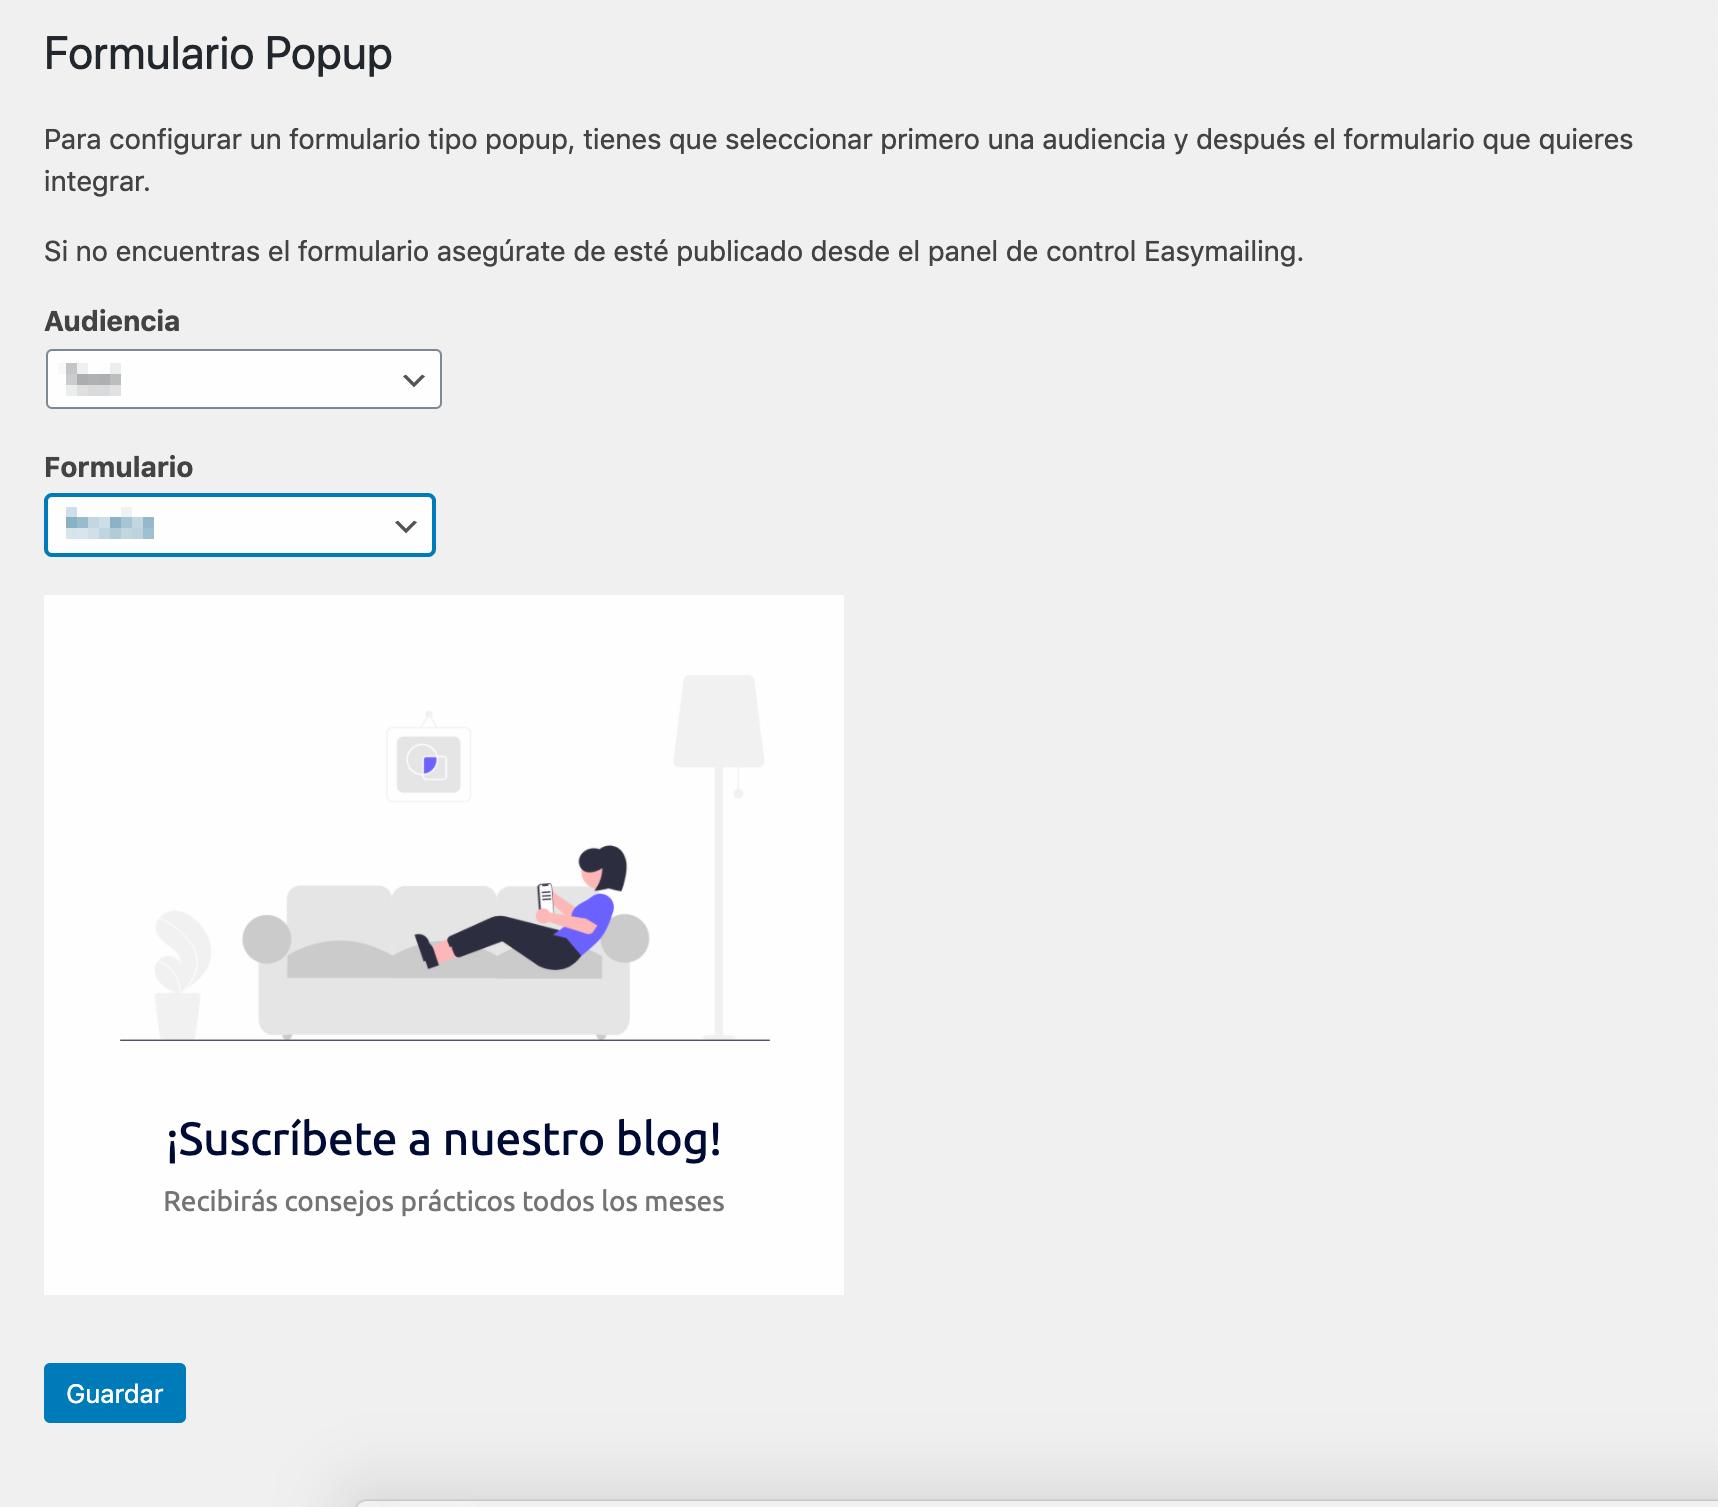 Formulario Popup
Para configurar un formulario tipo popup, tienes que seleccionar primero una audiencia y después el formulario que quieres
integrar.
Si no encuentras el formulario asegúrate de esté publicado desde el panel de control Easymailing.
Audiencia
Formulario
¡Suscríbete a nuestro blog!
Recibirás consejos prácticos todos los meses
Guardar